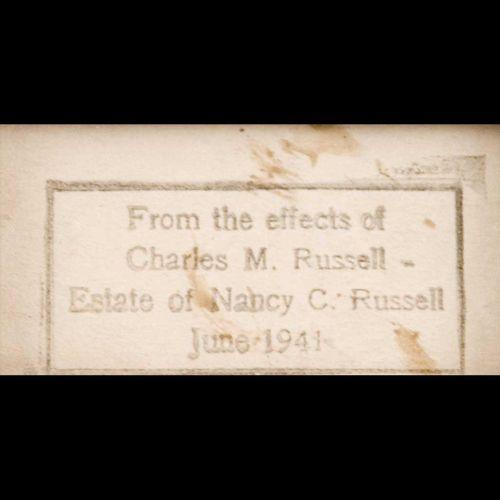 From the effects of
Charles M. Russell -
Estate of Nancy C. Russell
June 1941